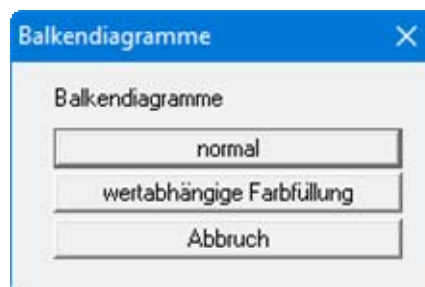 Balkendiagramme
Balkendiagramme
normal
wertabhängige Farbfüllung
Abbruch